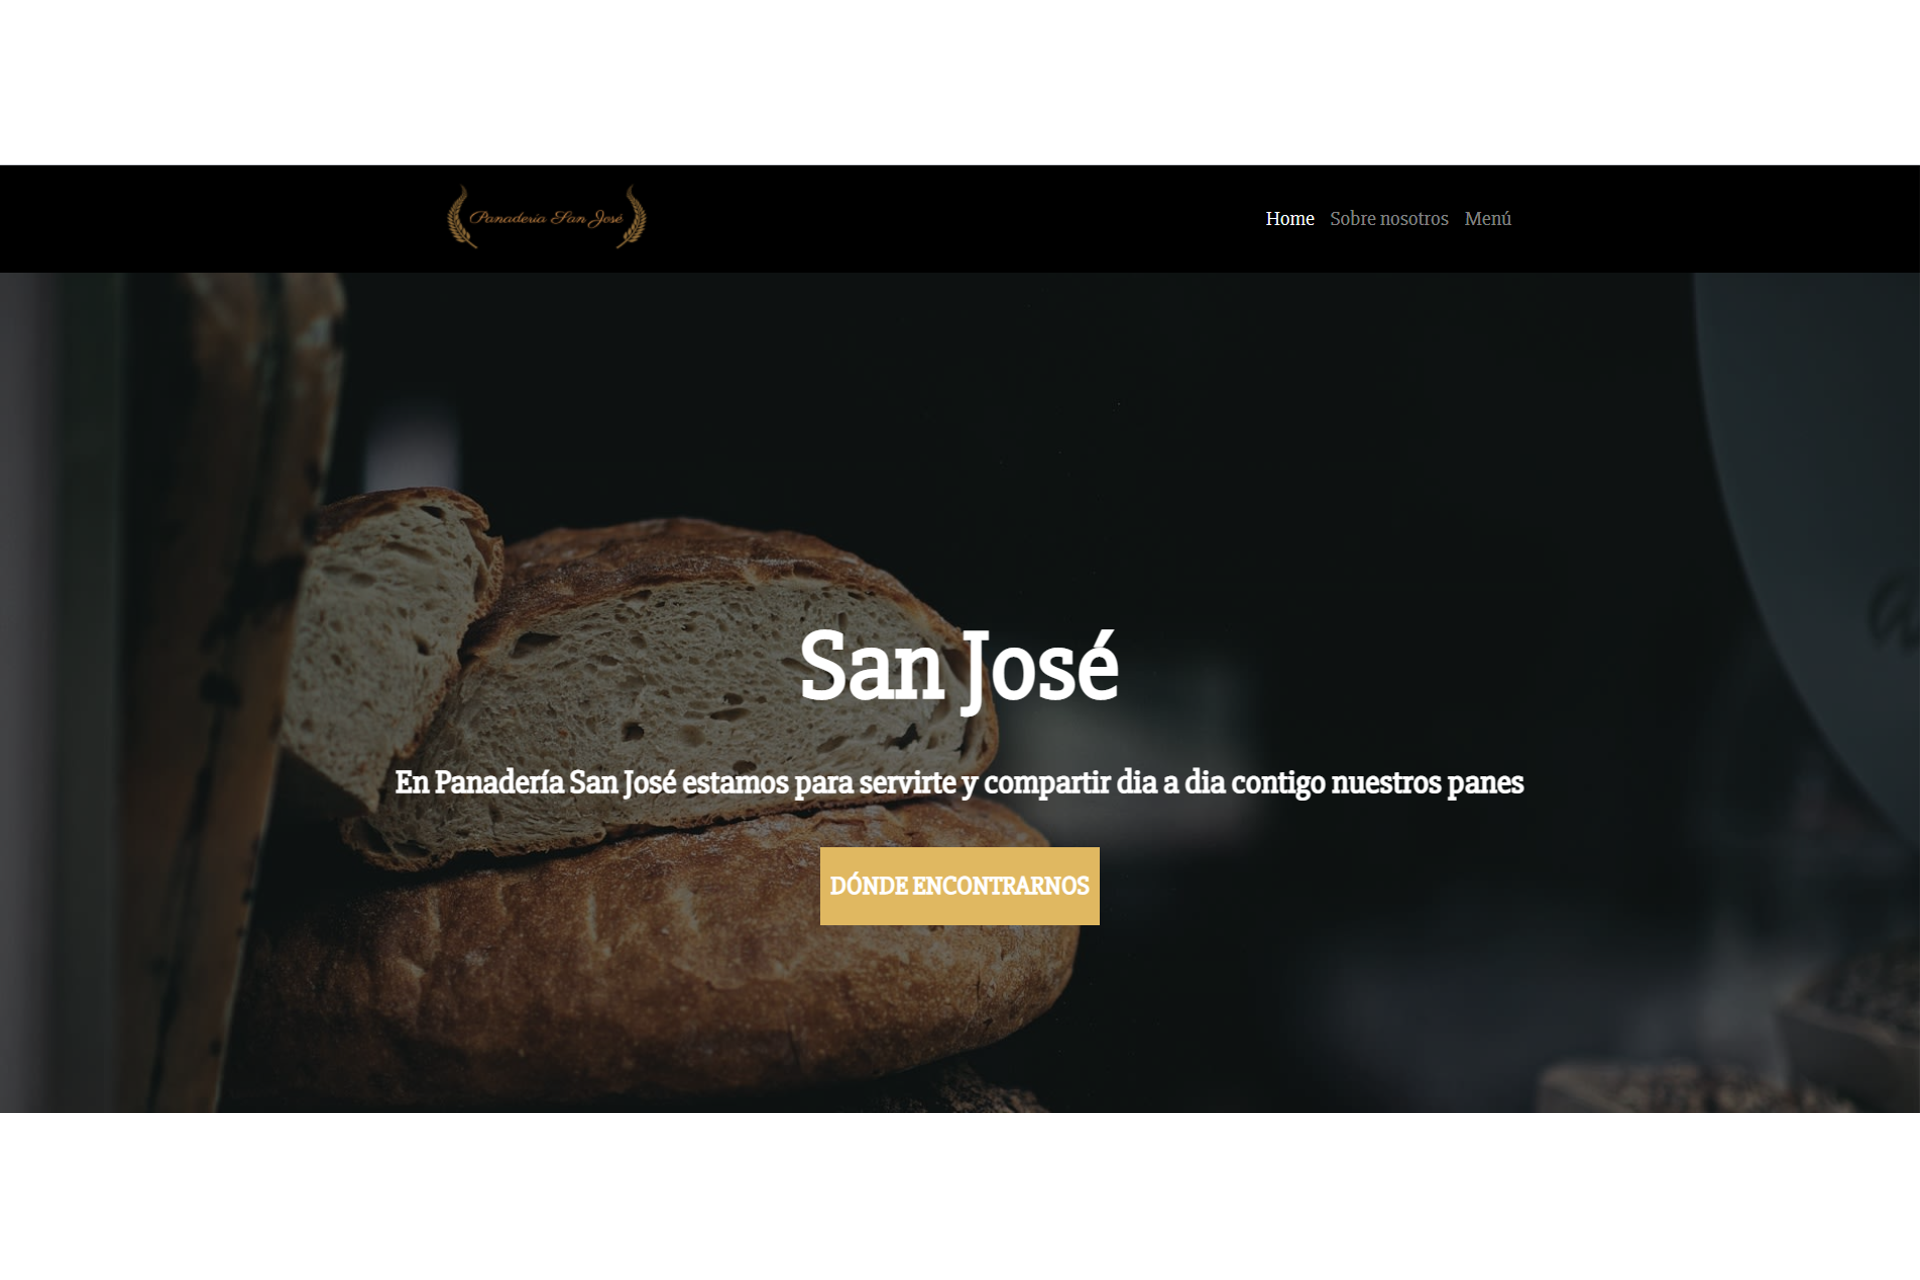 Panadería San José
Home Sobre nosotros Menú
San José
En Panadería San José estamos para servirte y compartir dia a dia contigo nuestros panes
DÓNDE ENCONTRARNOS